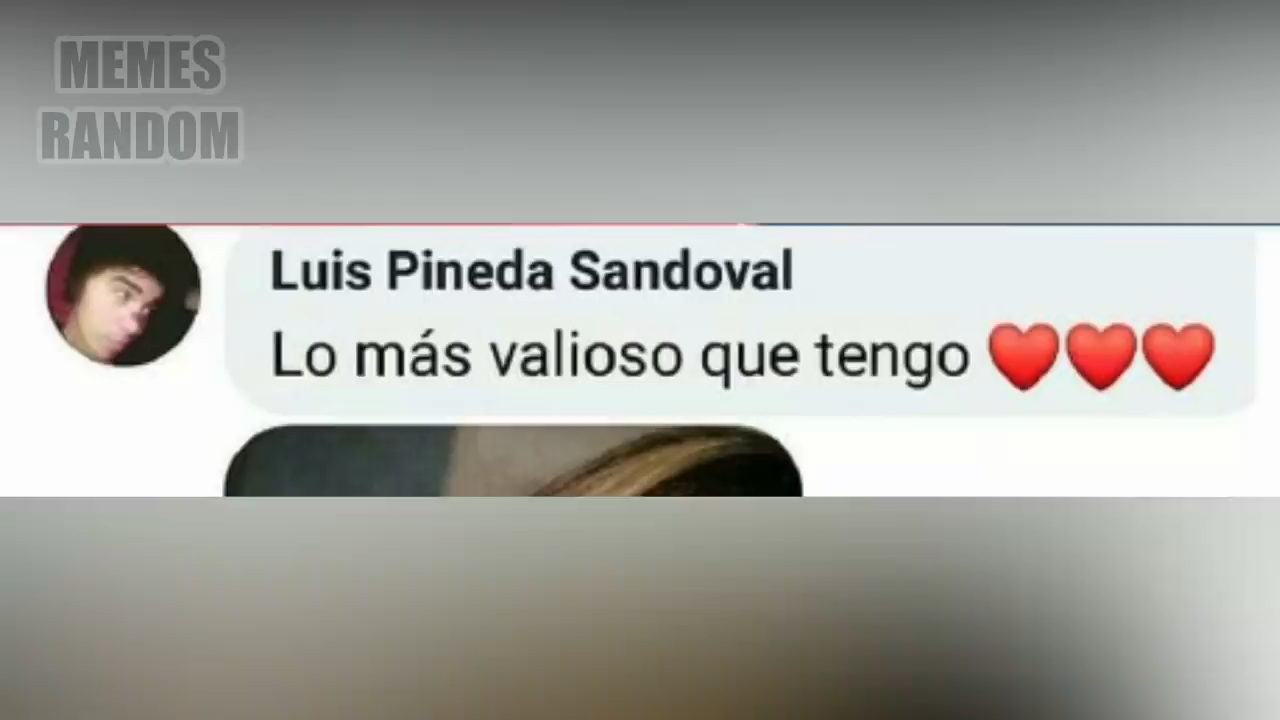 MEMES
RANDOM
Luis Pineda Sandoval
Lo más valioso que tengo ❤️❤️❤️